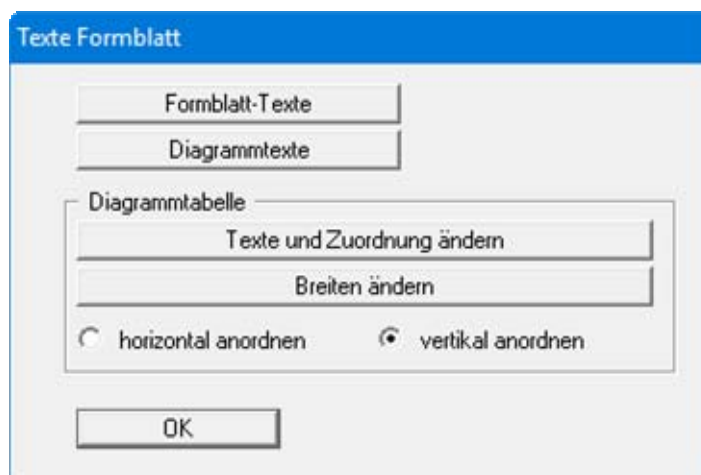 Texte Formblatt
Formblatt-Texte
Diagrammtexte
Diagrammtabelle
Texte und Zuordnung ändern
Breiten ändern
horizontal anordnen vertikal anordnen
OK